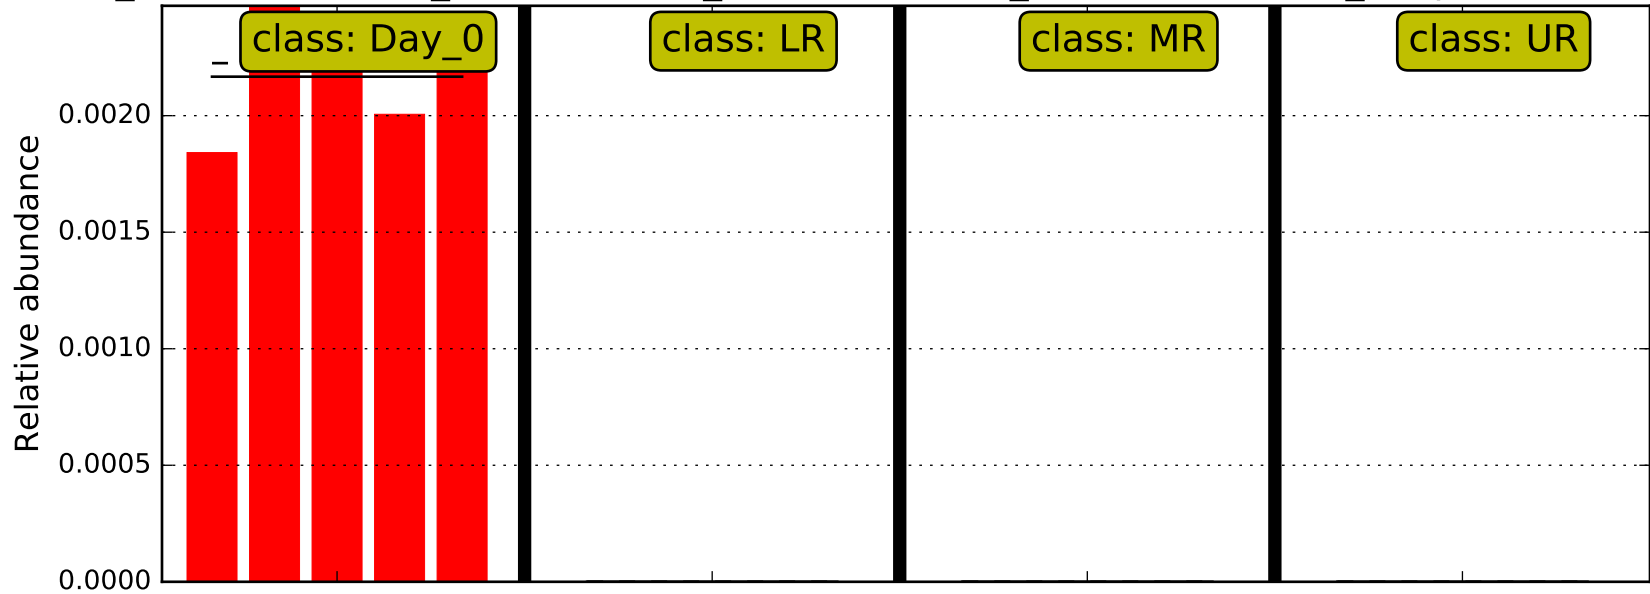 class: Day_0
class: LR
class: MR
class: UR
Relative abundance
0.0020
0.0015
0.0010
0.0005
0.0000